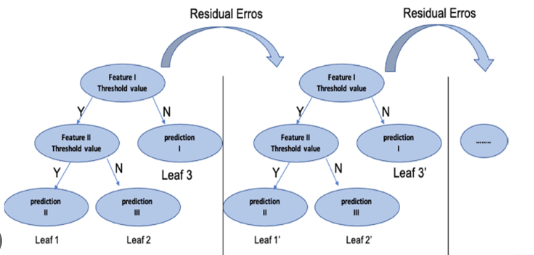 Residual Erros
Residual Erros
Feature I
Threshold value
Y
N
Feature II
Threshold value
prediction
I
Leaf 3
Y
N
prediction
II
prediction
III
Leaf 1
Leaf 2
Feature I
Threshold value
Y
N
Feature II
Threshold value
prediction
I
Leaf 3'
Y
N
prediction
II
prediction
III
Leaf 1'
Leaf 2'
.......